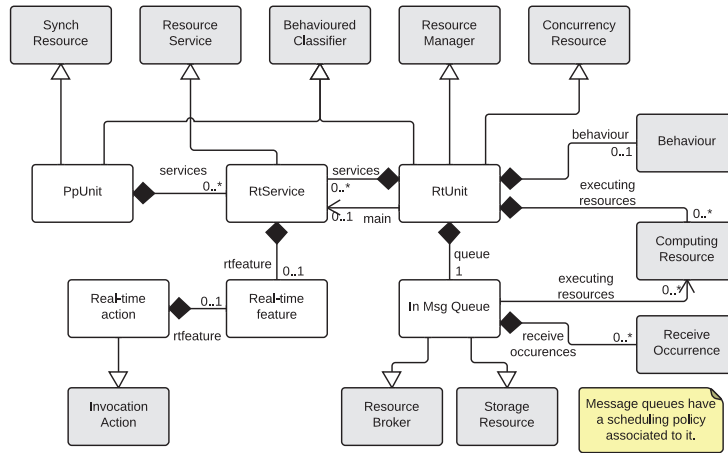 Synch
Resource
Resource
Service
Behavioured
Classifier
Resource
Manager
Concurrency
Resource
behaviour
0..1
Behaviour
PpUnit
services
0..*
RtService
services
0..*
0..1
main
RtUnit
executing
resources
0..*
Computing
Resource
rtfeature
0..1
queue
1
Real-time
action
0..1
rtfeature
Real-time
feature
In Msg Queue
executing
resources
0..*
receive
occurences
0..*
Receive
Occurrence
Invocation
Action
Resource
Broker
Storage
Resource
Message queues have
a scheduling policy
associated to it.